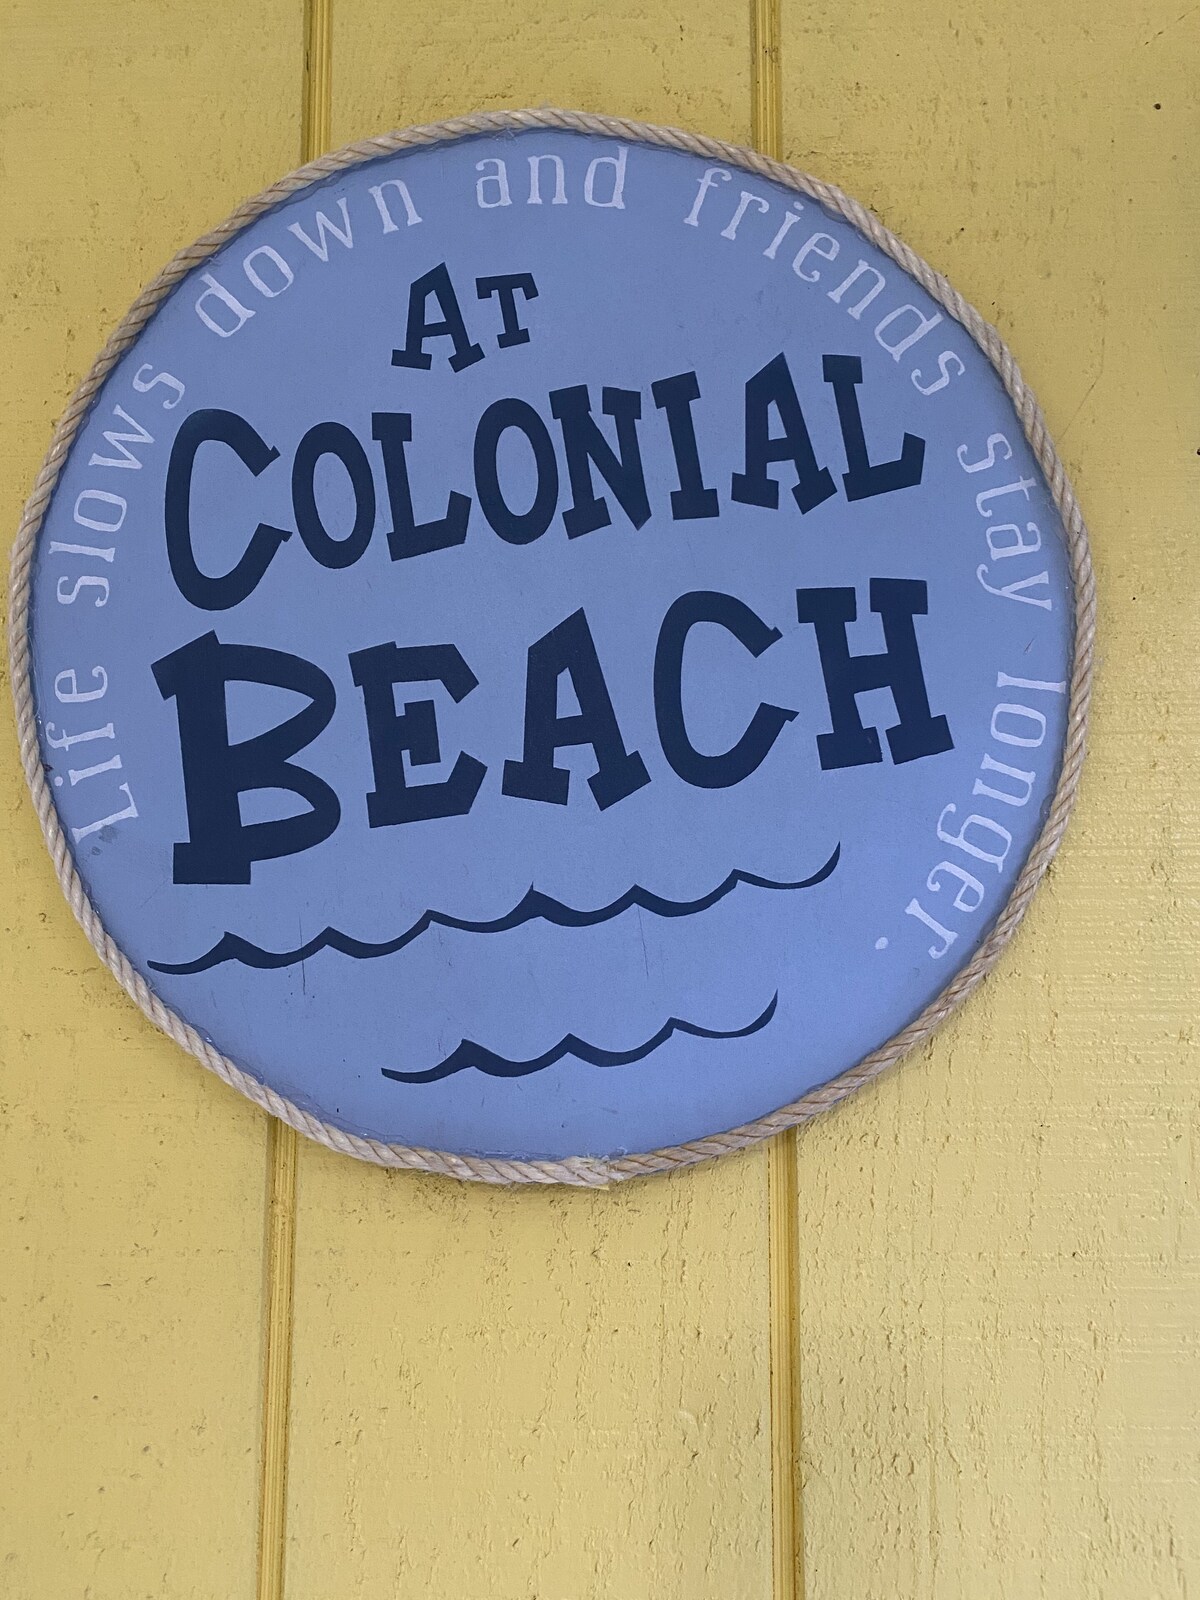 Life slows down and friends stay longer.
AT
COLONIAL
BEACH